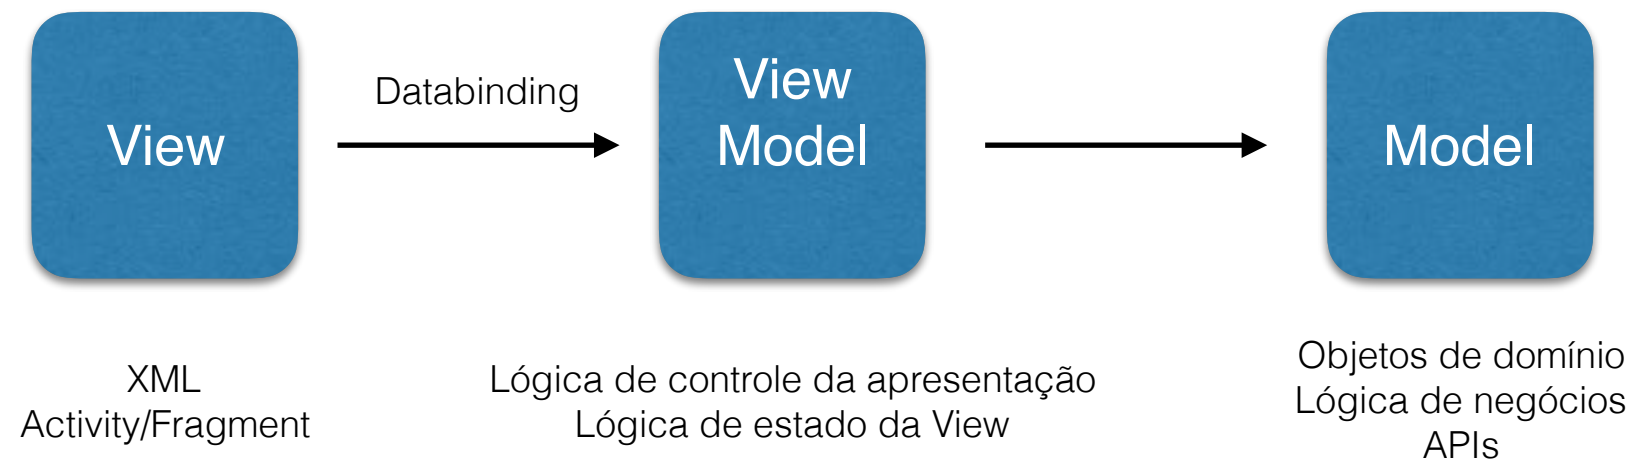 View
Databinding
View
Model
Model
XML
Activity/Fragment
Lógica de controle da apresentação
Lógica de estado da View
Objetos de domínio
Lógica de negócios
APIs